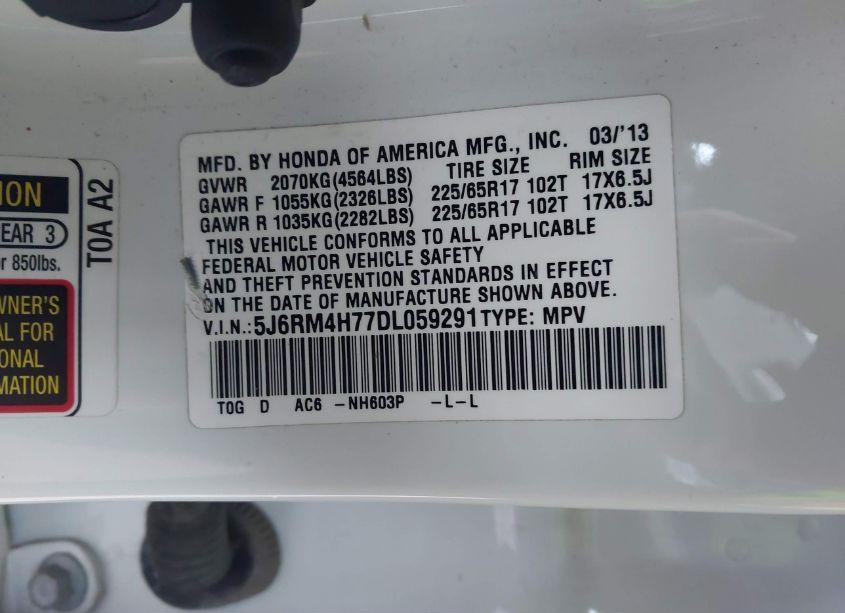 MFD. BY HONDA OF AMERICA MFG., INC. 03/'13
GVWR 2070KG(4564LBS) TIRE SIZE RIM SIZE
GAWR F 1055KG(2326LBS) 225/65R17 102T 17X6.5J
GAWR R 1035KG(2282LBS) 225/65R17 102T 17X6.5J
THIS VEHICLE CONFORMS TO ALL APPLICABLE
FEDERAL MOTOR VEHICLE SAFETY
AND THEFT PREVENTION STANDARDS IN EFFECT
ON THE DATE OF MANUFACTURE SHOWN ABOVE.
V.I.N.:5J6RM4H77DL059291 TYPE: MPV
T0G D AC6 -NH603P -L-L
T0A A2
ION
EAR 3
or 850lbs.
WNER'S
AL FOR
IONAL
MATION